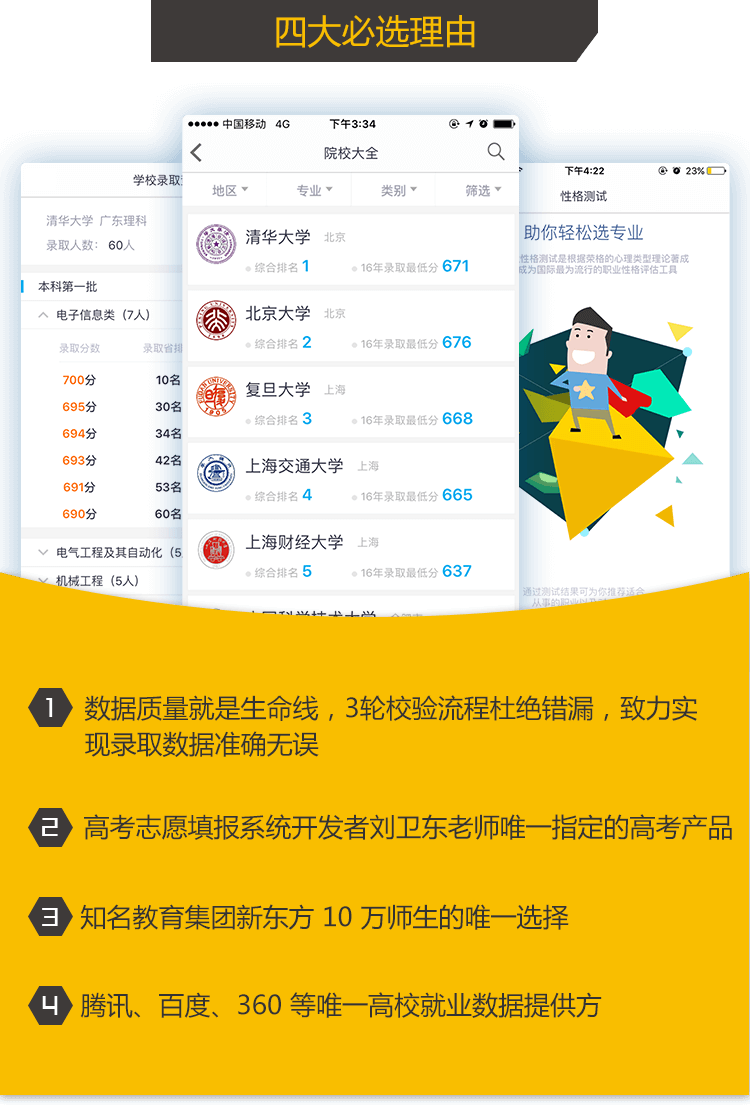 四大必选理由
中国移动 4G 下午3:34
院校大全
地区 专业 类别 筛选
清华大学 北京
综合排名 1 16年录取最低分 671
北京大学 北京
综合排名 2 16年录取最低分 676
复旦大学 上海
综合排名 3 16年录取最低分 668
上海交通大学 上海
综合排名 4 16年录取最低分 665
上海财经大学 上海
综合排名 5 16年录取最低分 637
学校录取
清华大学 广东理科
录取人数： 60人
本科第一批
电子信息类（7人）
录取分数 录取省排
700分 10名
695分 30名
694分 34名
693分 42名
691分 53名
690分 60名
电气工程及其自动化（5
机械工程（5人）
下午4:22 23%
性格测试
助你轻松选专业
性格测试是根据荣格的心理类型理论著成
成为国际最为流行的职业性格评估工具
通过测试结果可为你推荐适合
1 数据质量就是生命线，3轮校验流程杜绝错漏，致力实
现录取数据准确无误
2 高考志愿填报系统开发者刘卫东老师唯一指定的高考产品
3 知名教育集团新东方 10 万师生的唯一选择
4 腾讯、百度、360 等唯一高校就业数据提供方